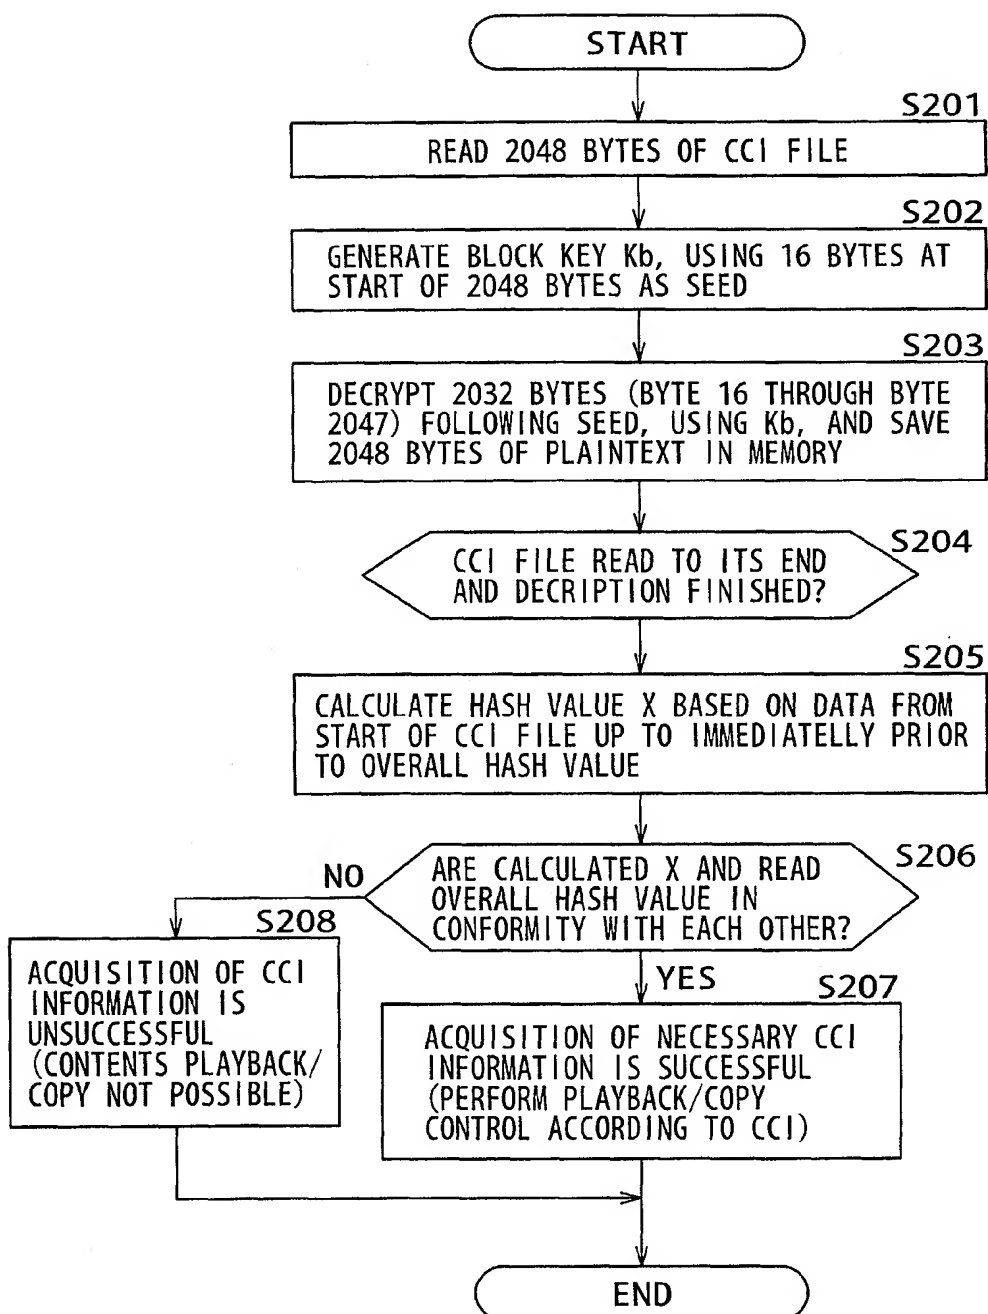 START
S201
READ 2048 BYTES OF CCI FILE
S202
GENERATE BLOCK KEY Kb, USING 16 BYTES AT
START OF 2048 BYTES AS SEED
S203
DECRYPT 2032 BYTES (BYTE 16 THROUGH BYTE
2047) FOLLOWING SEED, USING Kb, AND SAVE
2048 BYTES OF PLAINTEXT IN MEMORY
S204
CCI FILE READ TO ITS END
AND DECRIPTION FINISHED?
S205
CALCULATE HASH VALUE X BASED ON DATA FROM
START OF CCI FILE UP TO IMMEDIATELLY PRIOR
TO OVERALL HASH VALUE
S206
ARE CALCULATED X AND READ
OVERALL HASH VALUE IN
CONFORMITY WITH EACH OTHER?
NO
S208
ACQUISITION OF CCI
INFORMATION IS
UNSUCCESSFUL
(CONTENTS PLAYBACK/
COPY NOT POSSIBLE)
YES
S207
ACQUISITION OF NECESSARY CCI
INFORMATION IS SUCCESSFUL
(PERFORM PLAYBACK/COPY
CONTROL ACCORDING TO CCI)
END